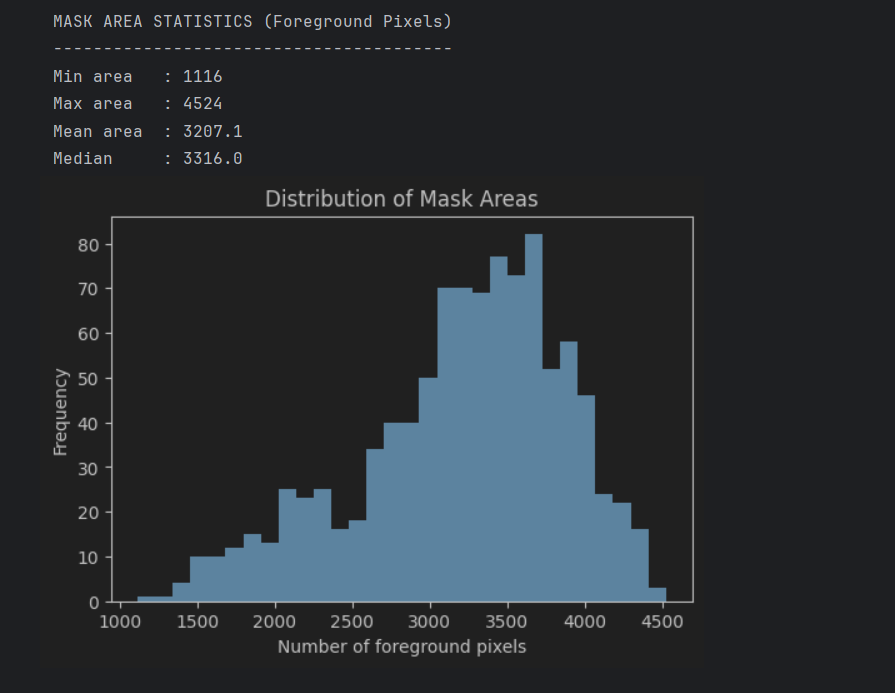 MASK AREA STATISTICS (Foreground Pixels)
----------------------------------------
Min area   : 1116
Max area   : 4524
Mean area  : 3207.1
Median     : 3316.0
Distribution of Mask Areas
80
70
60
50
40
30
20
10
0
Frequency
1000 1500 2000 2500 3000 3500 4000 4500
Number of foreground pixels